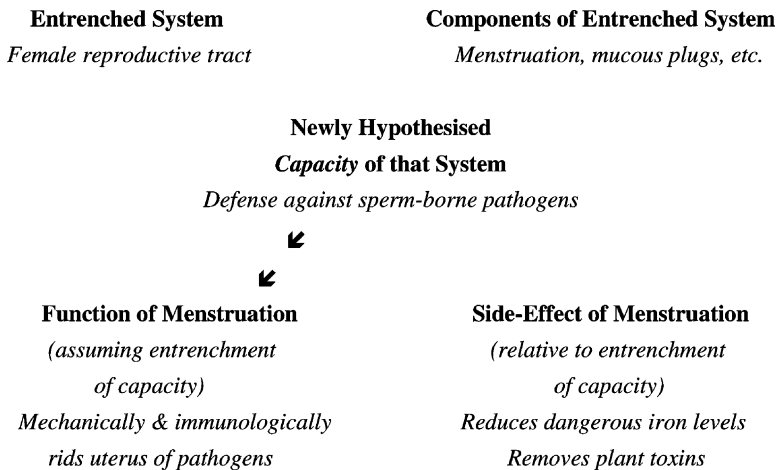 Entrenched System
Female reproductive tract
Components of Entrenched System
Menstruation, mucous plugs, etc.
Newly Hypothesised
Capacity of that System
Defense against sperm-borne pathogens
Function of Menstruation
(assuming entrenchment
of capacity)
Mechanically & immunologically
rids uterus of pathogens
Side-Effect of Menstruation
(relative to entrenchment
of capacity)
Reduces dangerous iron levels
Removes plant toxins